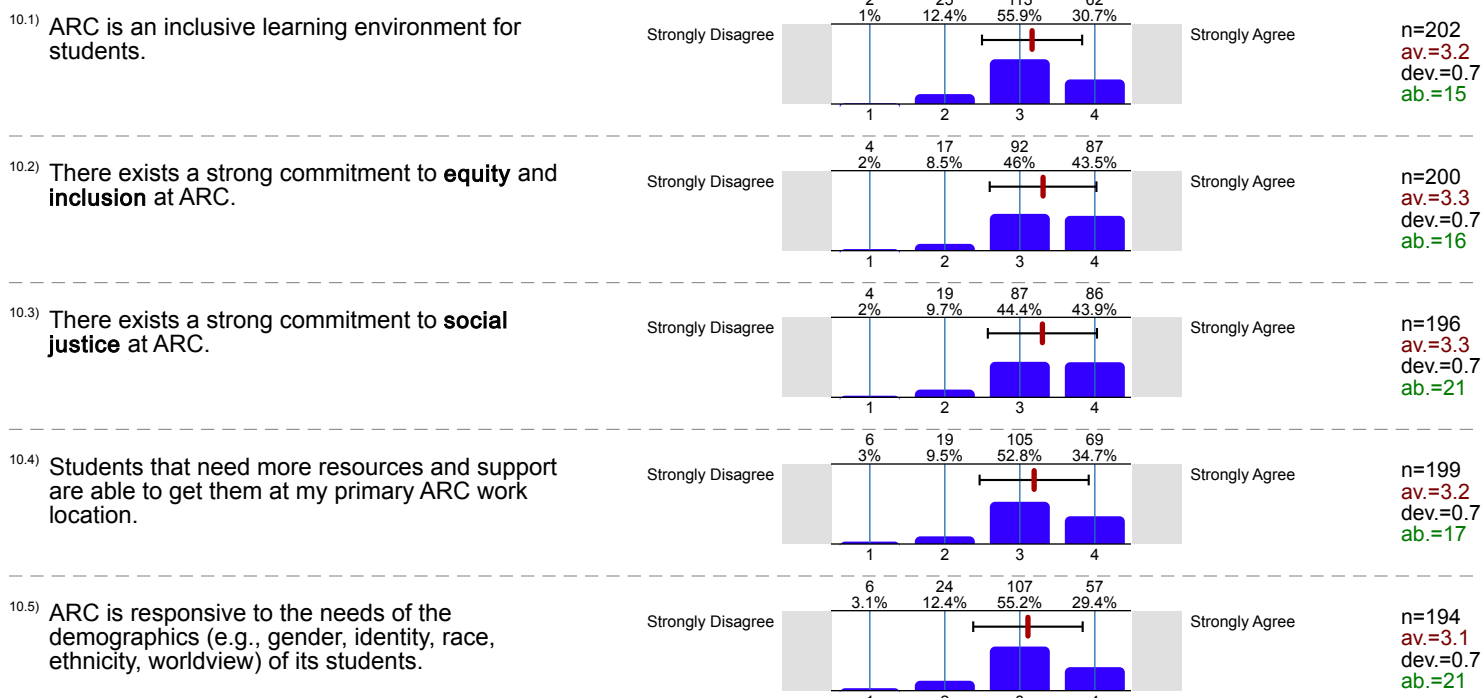 2 25 113 62
1% 12.4% 55.9% 30.7%
10.1) ARC is an inclusive learning environment for
students.
Strongly Disagree
Strongly Agree
n=202
av.=3.2
dev.=0.7
ab.=15
1 2 3 4
4 17 92 87
2% 8.5% 46% 43.5%
10.2) There exists a strong commitment to equity and
inclusion at ARC.
Strongly Disagree
Strongly Agree
n=200
av.=3.3
dev.=0.7
ab.=16
1 2 3 4
4 19 87 86
2% 9.7% 44.4% 43.9%
10.3) There exists a strong commitment to social
justice at ARC.
Strongly Disagree
Strongly Agree
n=196
av.=3.3
dev.=0.7
ab.=21
1 2 3 4
6 19 105 69
3% 9.5% 52.8% 34.7%
10.4) Students that need more resources and support
are able to get them at my primary ARC work
location.
Strongly Disagree
Strongly Agree
n=199
av.=3.2
dev.=0.7
ab.=17
1 2 3 4
6 24 107 57
3.1% 12.4% 55.2% 29.4%
10.5) ARC is responsive to the needs of the
demographics (e.g., gender, identity, race,
ethnicity, worldview) of its students.
Strongly Disagree
Strongly Agree
n=194
av.=3.1
dev.=0.7
ab.=21